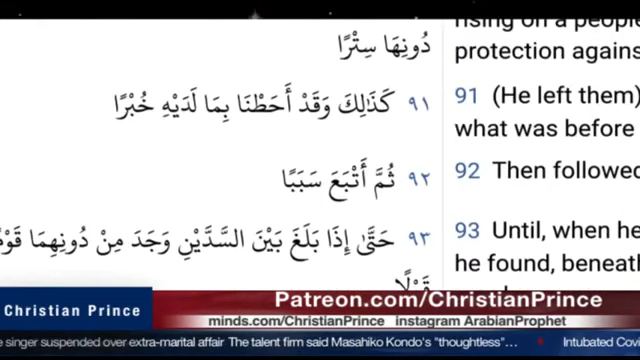 rising on a people
دُونِهَا سِتْرًا
protection against
٩١ كَذَٰلِكَ وَقَدْ أَحَطْنَا بِمَا لَدَيْهِ خُبْرًا
91 (He left them)
what was before
٩٢ ثُمَّ أَتْبَعَ سَبَبًا
92 Then followed
٩٣ حَتَّىٰ إِذَا بَلَغَ بَيْنَ السَّدَّيْنِ وَجَدَ مِنْ دُونِهِمَا قَوْمًا
93 Until, when he
he found, beneath
قَوْلًا
Christian Prince
Patreon.com/ChristianPrince
minds.com/ChristianPrince instagram ArabianProphet
singer suspended over extra-marital affair The talent firm said Masahiko Kondo's "thoughtless"... Intubated Covi